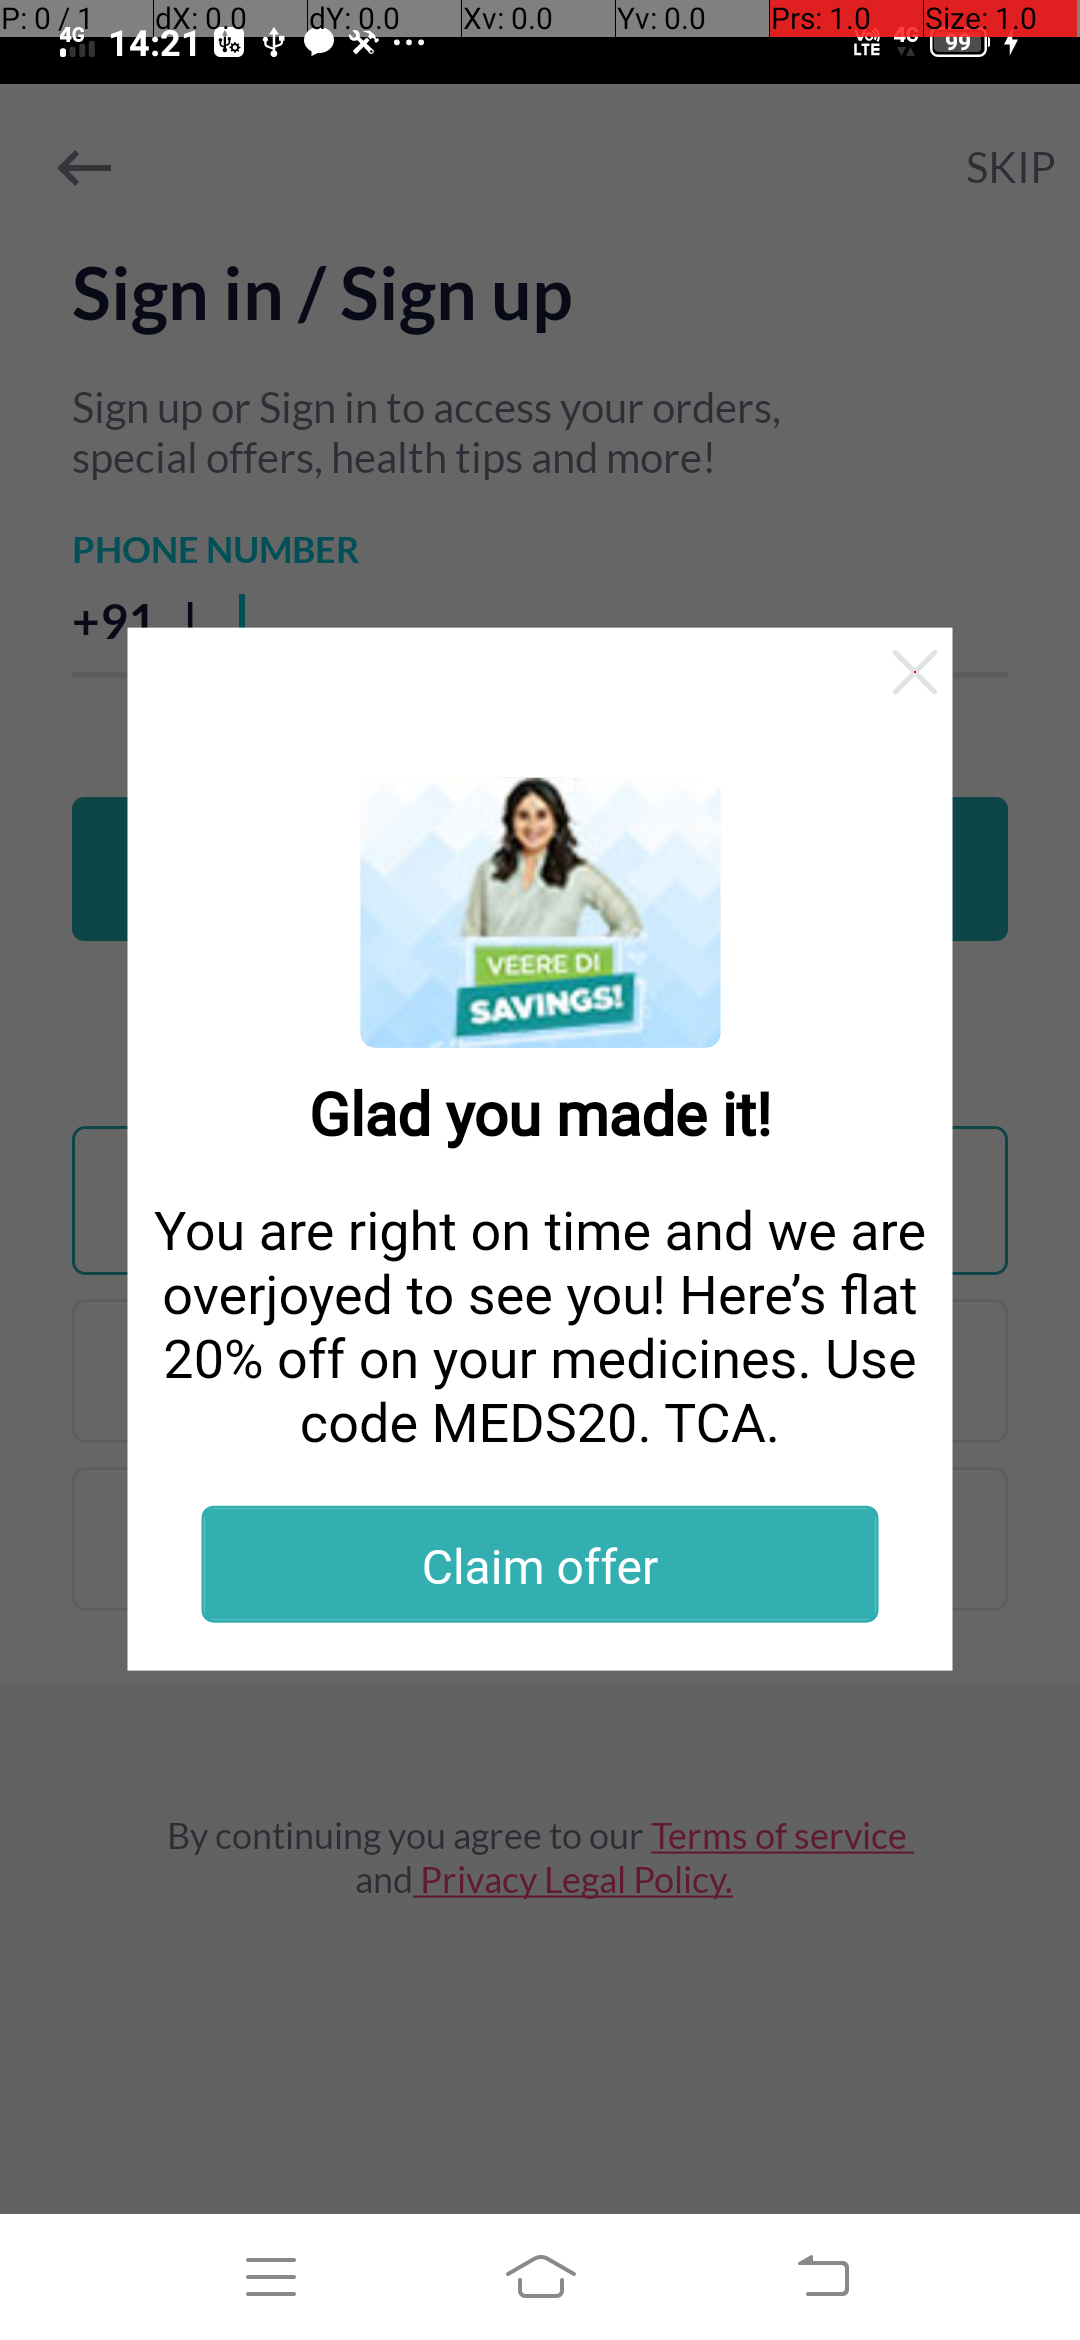 P: 0 / 1 dX: 0.0 dY: 0.0 Xv: 0.0 Yv: 0.0 Prs: 1.0 Size: 1.0
4G 14:21 LTE 4G 99
SKIP
Sign in / Sign up
Sign up or Sign in to access your orders,
special offers, health tips and more!
PHONE NUMBER
+91
VEERE DI
SAVINGS!
Glad you made it!
You are right on time and we are
overjoyed to see you! Here’s flat
20% off on your medicines. Use
code MEDS20. TCA.
Claim offer
By continuing you agree to our Terms of service
and Privacy Legal Policy.